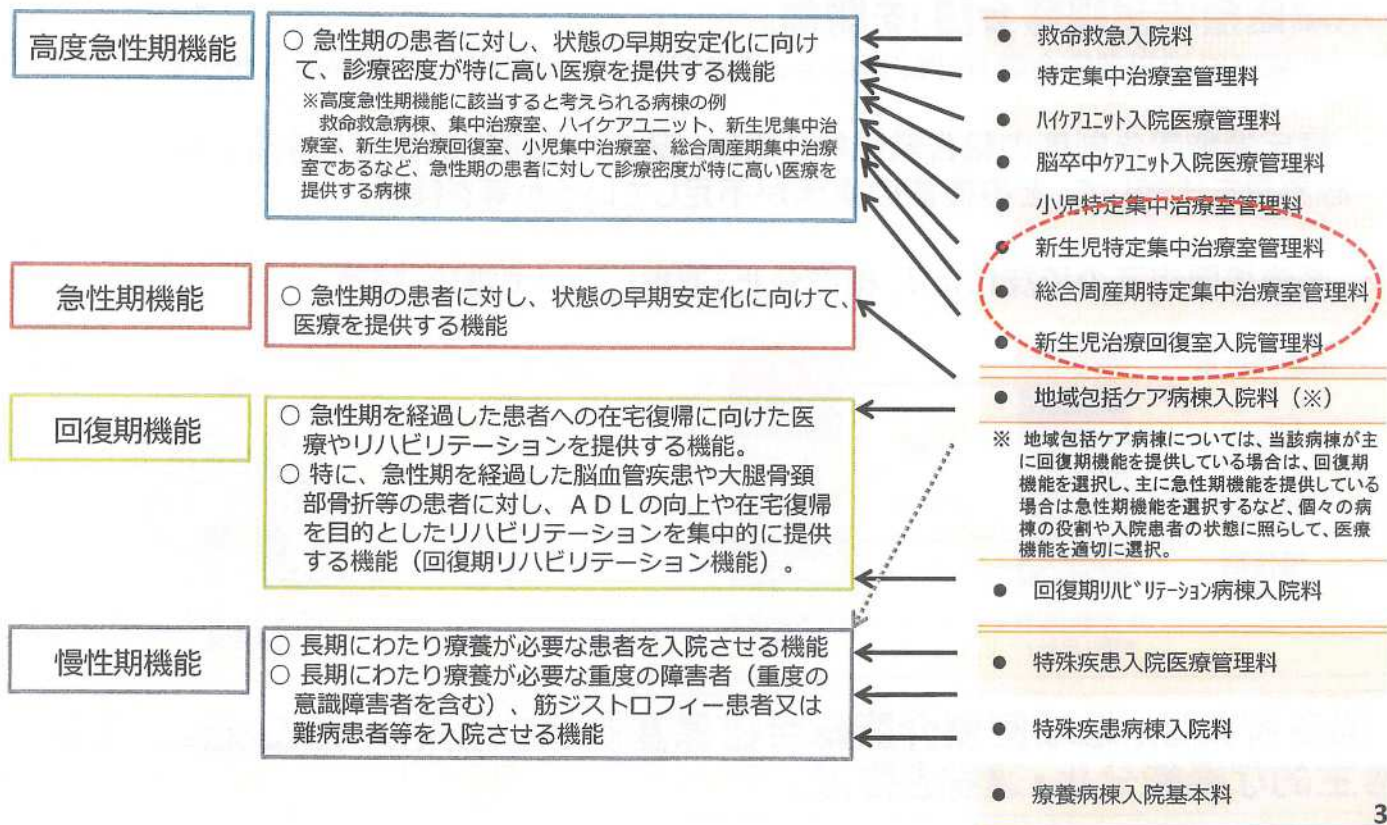 高度急性期機能
○ 急性期の患者に対し、状態の早期安定化に向け
て、診療密度が特に高い医療を提供する機能
※高度急性期機能に該当すると考えられる病棟の例
救命救急病棟、集中治療室、ハイケアユニット、新生児集中治
療室、新生児治療回復室、小児集中治療室、総合周産期集中治療
室であるなど、急性期の患者に対して診療密度が特に高い医療を
提供する病棟
急性期機能
○ 急性期の患者に対し、状態の早期安定化に向けて、
医療を提供する機能
回復期機能
○ 急性期を経過した患者への在宅復帰に向けた医
療やリハビリテーションを提供する機能。
○ 特に、急性期を経過した脳血管疾患や大腿骨頚
部骨折等の患者に対し、ＡＤＬの向上や在宅復帰
を目的としたリハビリテーションを集中的に提供
する機能（回復期リハビリテーション機能）。
慢性期機能
○ 長期にわたり療養が必要な患者を入院させる機能
○ 長期にわたり療養が必要な重度の障害者（重度の
意識障害者を含む）、筋ジストロフィー患者又は
難病患者等を入院させる機能
● 救命救急入院料
● 特定集中治療室管理料
● ﾊｲｹｱﾕﾆｯﾄ入院医療管理料
● 脳卒中ｹｱﾕﾆｯﾄ入院医療管理料
● 小児特定集中治療室管理料
● 新生児特定集中治療室管理料
● 総合周産期特定集中治療室管理料
● 新生児治療回復室入院管理料
● 地域包括ケア病棟入院料（※）
※ 地域包括ケア病棟については、当該病棟が主
に回復期機能を提供している場合は、回復期
機能を選択し、主に急性期機能を提供している
場合は急性期機能を選択するなど、個々の病
棟の役割や入院患者の状態に照らして、医療
機能を適切に選択。
● 回復期ﾘﾊﾋﾞﾘﾃｰｼｮﾝ病棟入院料
● 特殊疾患入院医療管理料
● 特殊疾患病棟入院料
● 療養病棟入院基本料
3